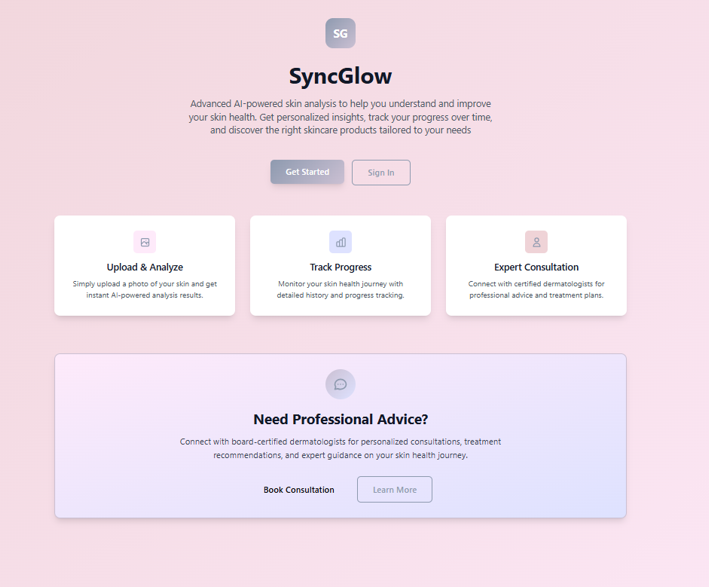 SG
SyncGlow
Advanced AI-powered skin analysis to help you understand and improve
your skin health. Get personalized insights, track your progress over time,
and discover the right skincare products tailored to your needs
Get Started
Sign In
Upload & Analyze
Simply upload a photo of your skin and get
instant AI-powered analysis results.
Track Progress
Monitor your skin health journey with
detailed history and progress tracking.
Expert Consultation
Connect with certified dermatologists for
professional advice and treatment plans.
Need Professional Advice?
Connect with board-certified dermatologists for personalized consultations, treatment
recommendations, and expert guidance on your skin health journey.
Book Consultation
Learn More